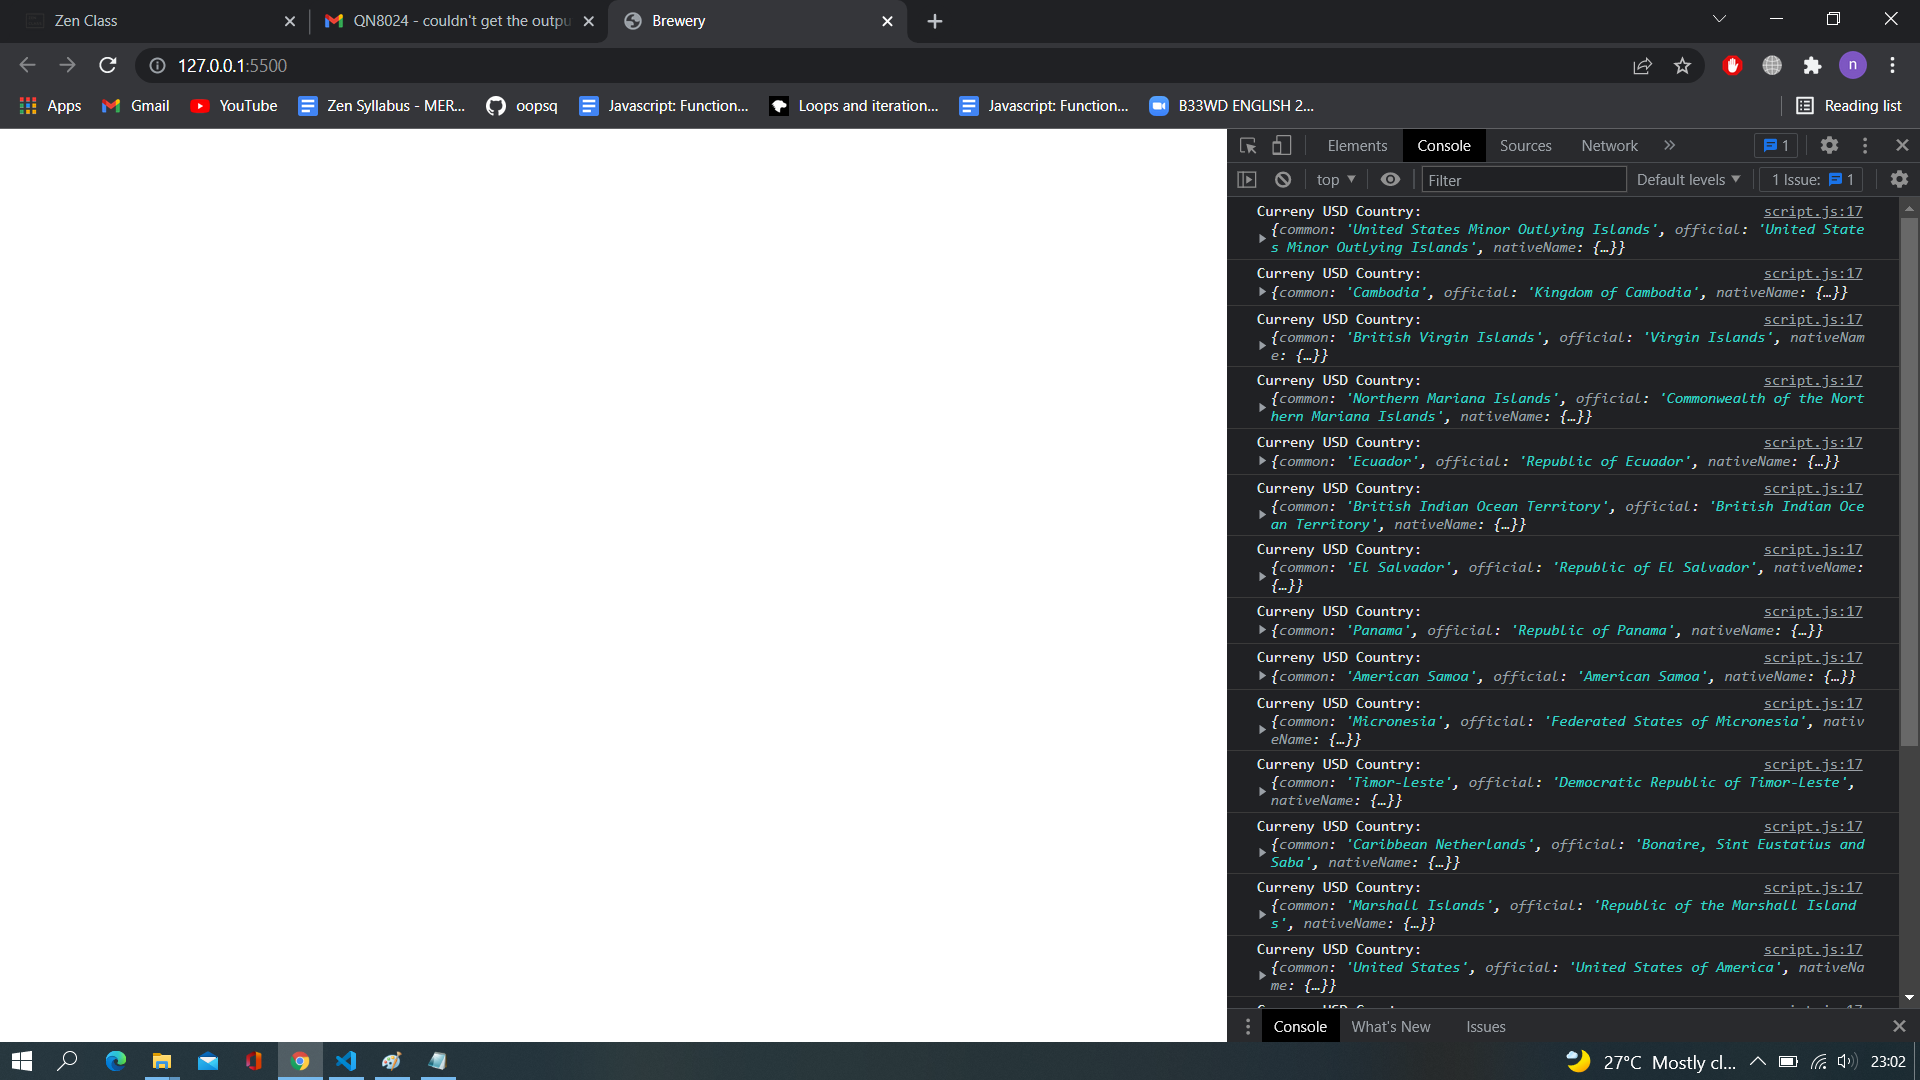 Zen Class
QN8024 - couldn't get the outpu
Brewery
127.0.0.1:5500
n
Apps
Gmail
YouTube
Zen Syllabus - MER...
oopsq
Javascript: Function...
Loops and iteration...
Javascript: Function...
B33WD ENGLISH 2...
Reading list
Elements Console Sources Network » 1
top Filter Default levels 1 Issue: 1
Curreny USD Country: script.js:17
{common: 'United States Minor Outlying Islands', official: 'United State
s Minor Outlying Islands', nativeName: {…}}
Curreny USD Country: script.js:17
{common: 'Cambodia', official: 'Kingdom of Cambodia', nativeName: {…}}
Curreny USD Country: script.js:17
{common: 'British Virgin Islands', official: 'Virgin Islands', nativeNam
e: {…}}
Curreny USD Country: script.js:17
{common: 'Northern Mariana Islands', official: 'Commonwealth of the Nort
hern Mariana Islands', nativeName: {…}}
Curreny USD Country: script.js:17
{common: 'Ecuador', official: 'Republic of Ecuador', nativeName: {…}}
Curreny USD Country: script.js:17
{common: 'British Indian Ocean Territory', official: 'British Indian Oce
an Territory', nativeName: {…}}
Curreny USD Country: script.js:17
{common: 'El Salvador', official: 'Republic of El Salvador', nativeName:
{…}}
Curreny USD Country: script.js:17
{common: 'Panama', official: 'Republic of Panama', nativeName: {…}}
Curreny USD Country: script.js:17
{common: 'American Samoa', official: 'American Samoa', nativeName: {…}}
Curreny USD Country: script.js:17
{common: 'Micronesia', official: 'Federated States of Micronesia', nativ
eName: {…}}
Curreny USD Country: script.js:17
{common: 'Timor-Leste', official: 'Democratic Republic of Timor-Leste',
nativeName: {…}}
Curreny USD Country: script.js:17
{common: 'Caribbean Netherlands', official: 'Bonaire, Sint Eustatius and
Saba', nativeName: {…}}
Curreny USD Country: script.js:17
{common: 'Marshall Islands', official: 'Republic of the Marshall Island
s', nativeName: {…}}
Curreny USD Country: script.js:17
{common: 'United States', official: 'United States of America', nativeNa
me: {…}}
Console What's New Issues
27°C Mostly cl... 23:02